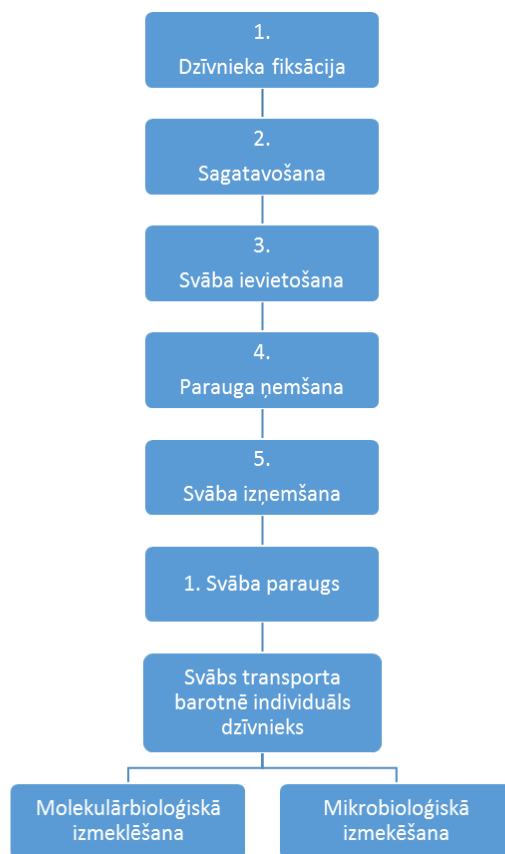 1.
Dzīvnieka fiksācija
2.
Sagatavošana
3.
Svāba ievietošana
4.
Parauga ņemšana
5.
Svāba izņemšana
1. Svāba paraugs
Svābs transporta
barotnē individuāls
dzīvnieks
Molekulārbioloģiskā
izmeklēšana
Mikrobioloģiskā
izmekēšana